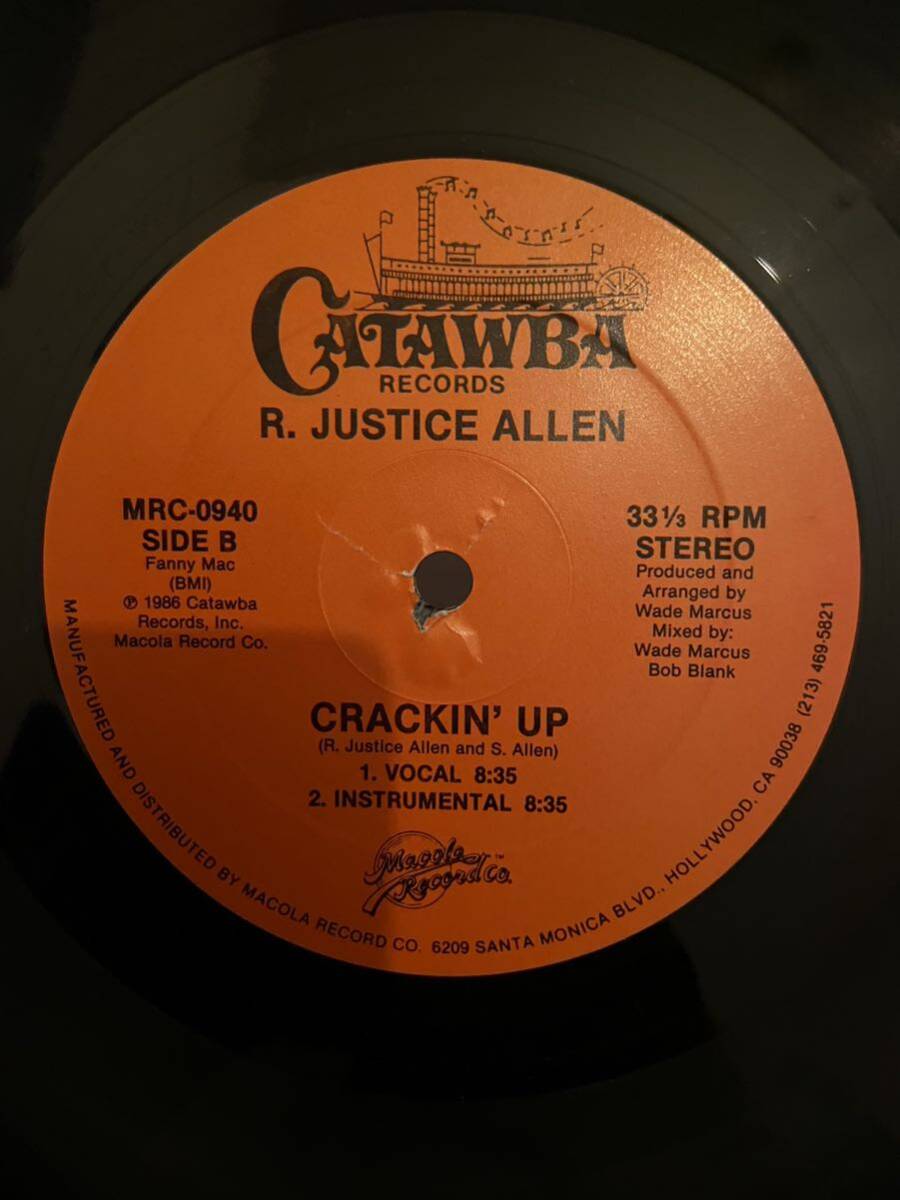 CATAWBA
RECORDS
R. JUSTICE ALLEN
MRC-0940
SIDE B
Fanny Mac
(BMI)
℗ 1986 Catawba
Records, Inc.
Macola Record Co.
33 1/3 RPM
STEREO
Produced and
Arranged by
Wade Marcus
Mixed by:
Wade Marcus
Bob Blank
CRACKIN' UP
(R. Justice Allen and S. Allen)
1. VOCAL 8:35
2. INSTRUMENTAL 8:35
Macola
Record Co.
™
MANUFACTURED AND DISTRIBUTED BY MACOLA RECORD CO. 6209 SANTA MONICA BLVD., HOLLYWOOD, CA 90038 (213) 469-5821